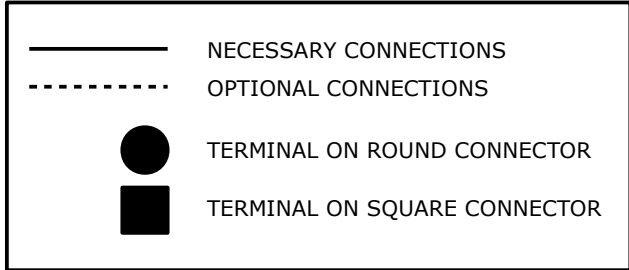 NECESSARY CONNECTIONS
OPTIONAL CONNECTIONS
TERMINAL ON ROUND CONNECTOR
TERMINAL ON SQUARE CONNECTOR